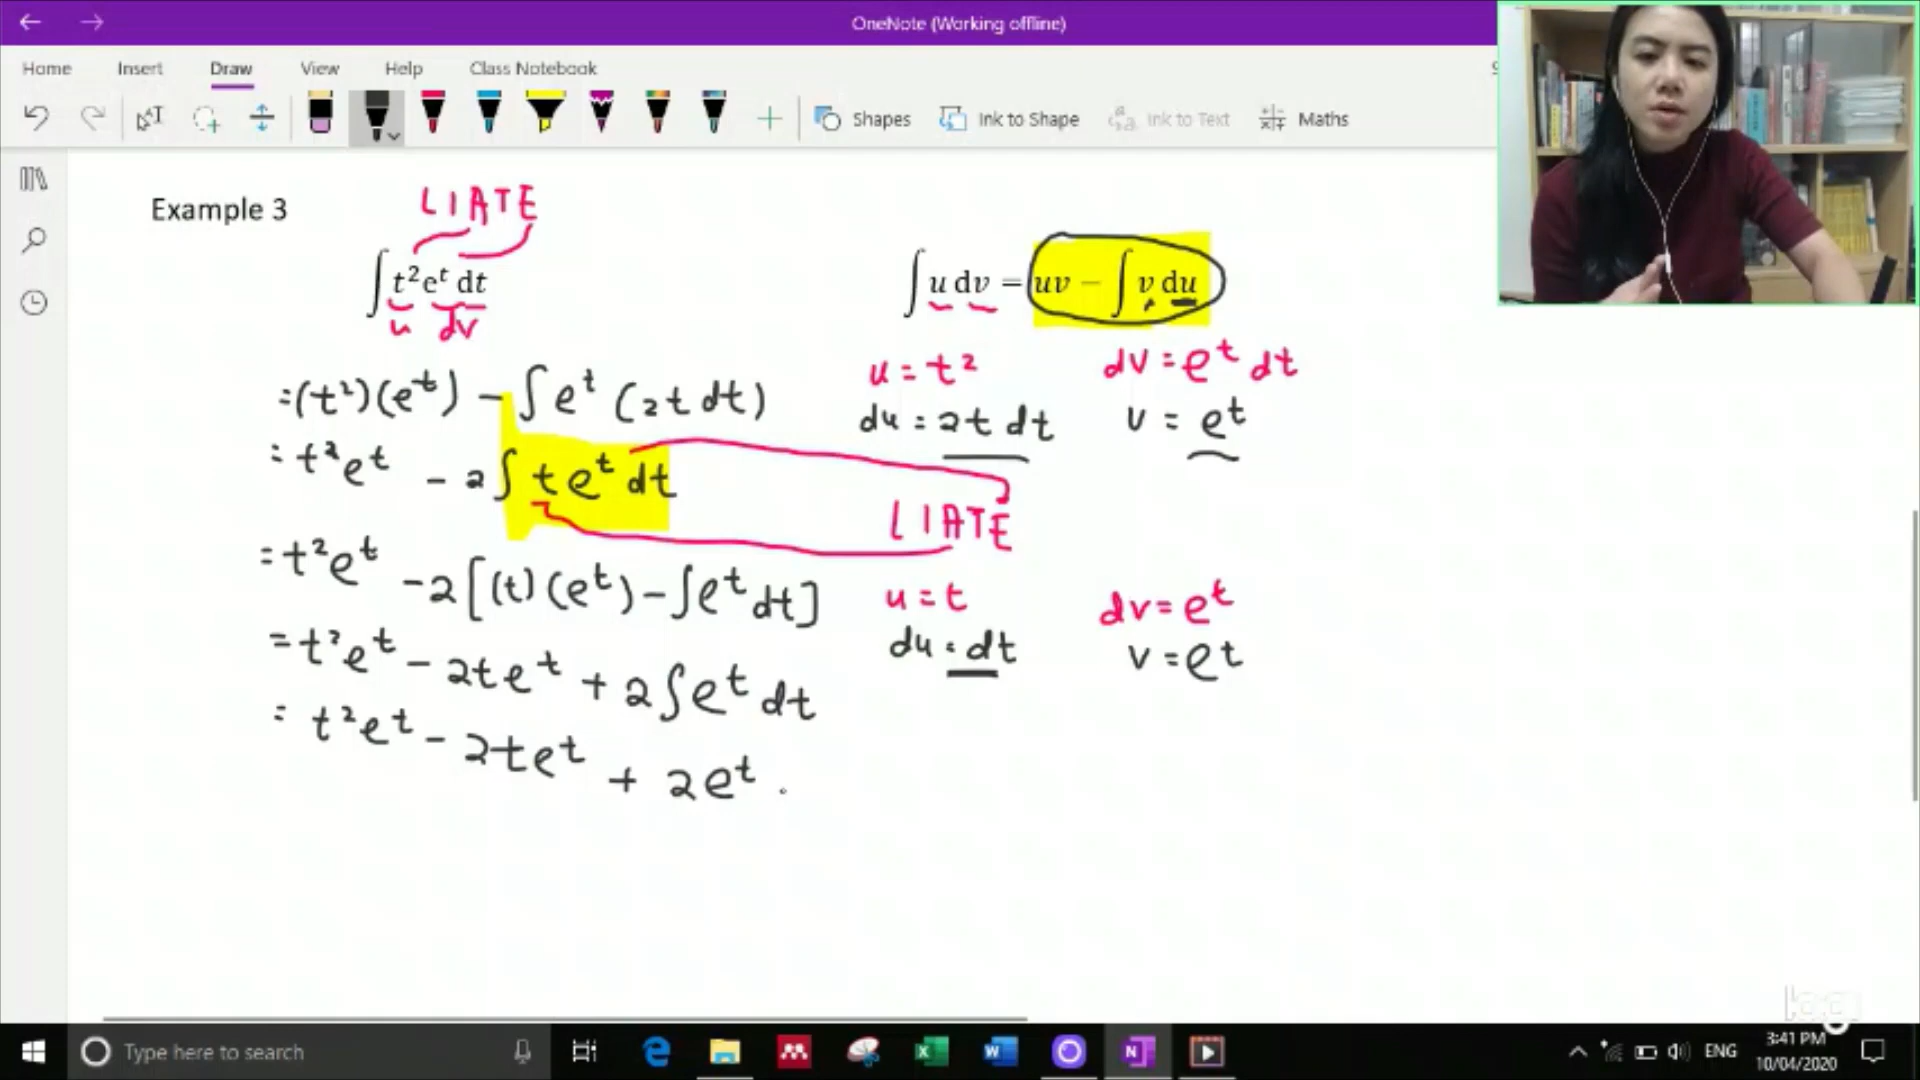 OneNote (Working offline)
Home Insert Draw View Help Class Notebook
Shapes Ink to Shape Ink to Text Maths
Example 3
LIATE
∫ t²eᵗ dt
u dv
∫ u dv = uv − ∫ v du
u = t² dv = eᵗ dt
du = 2t dt v = eᵗ
= (t²)(eᵗ) − ∫ eᵗ (2t dt)
= t²eᵗ − 2∫ t eᵗ dt
LIATE
= t²eᵗ − 2[(t)(eᵗ) − ∫eᵗ dt]
u = t dv = eᵗ
du = dt v = eᵗ
= t²eᵗ − 2teᵗ + 2∫eᵗ dt
= t²eᵗ − 2teᵗ + 2eᵗ .
Type here to search
ENG
3:41 PM
10/04/2020